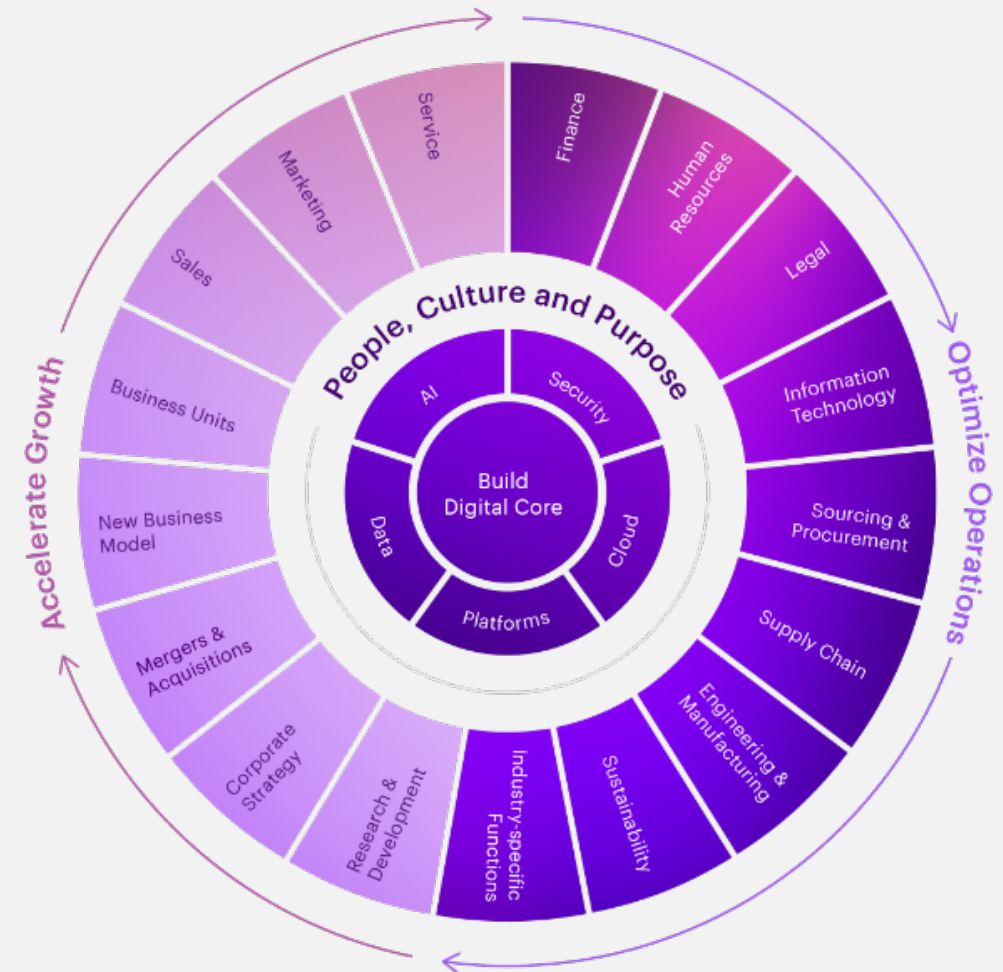 Accelerate Growth
Optimize Operations
Finance
Human
Resources
Legal
Information
Technology
Sourcing &
Procurement
Supply Chain
Engineering &
Manufacturing
Sustainability
Industry-specific
Functions
Research &
Development
Corporate
Strategy
Mergers &
Acquisitions
New Business
Model
Business Units
Sales
Marketing
Service
People, Culture and Purpose
AI
Security
Cloud
Platforms
Data
Build
Digital Core